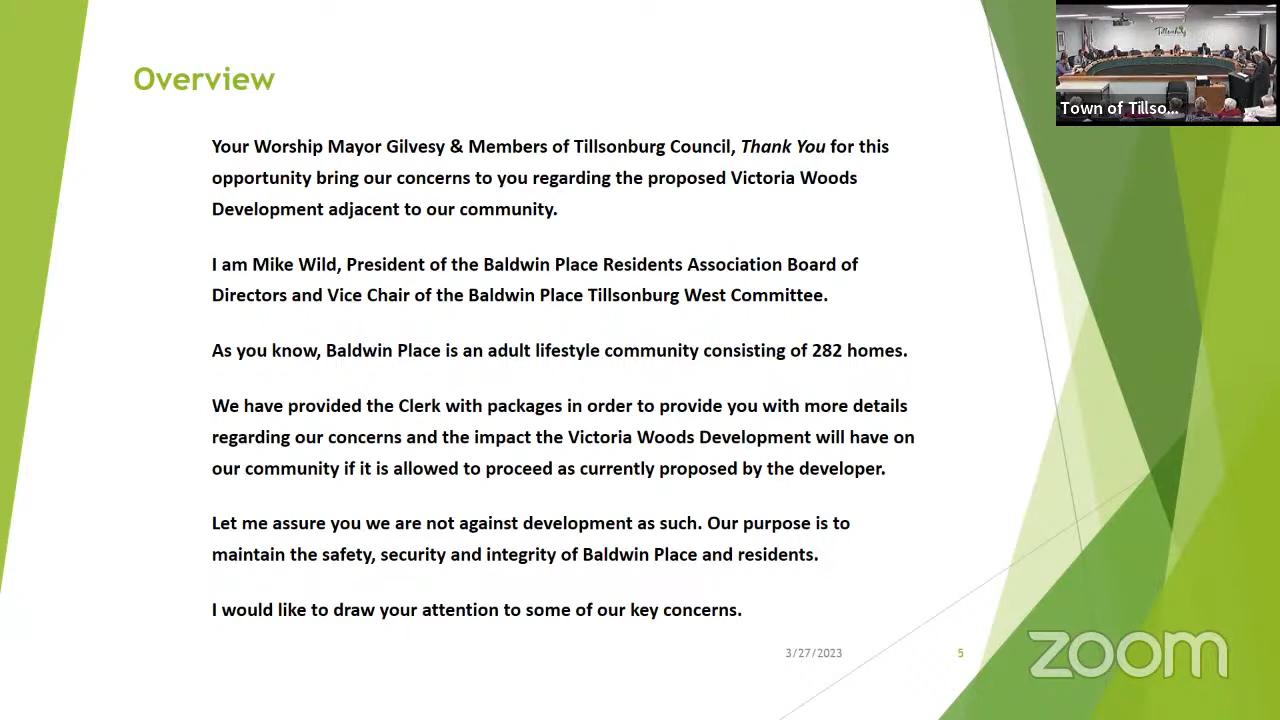 Overview
Tillsonburg
Town of Tillso...
Your Worship Mayor Gilvesy & Members of Tillsonburg Council, Thank You for this
opportunity bring our concerns to you regarding the proposed Victoria Woods
Development adjacent to our community.
I am Mike Wild, President of the Baldwin Place Residents Association Board of
Directors and Vice Chair of the Baldwin Place Tillsonburg West Committee.
As you know, Baldwin Place is an adult lifestyle community consisting of 282 homes.
We have provided the Clerk with packages in order to provide you with more details
regarding our concerns and the impact the Victoria Woods Development will have on
our community if it is allowed to proceed as currently proposed by the developer.
Let me assure you we are not against development as such. Our purpose is to
maintain the safety, security and integrity of Baldwin Place and residents.
I would like to draw your attention to some of our key concerns.
3/27/2023
5
zoom